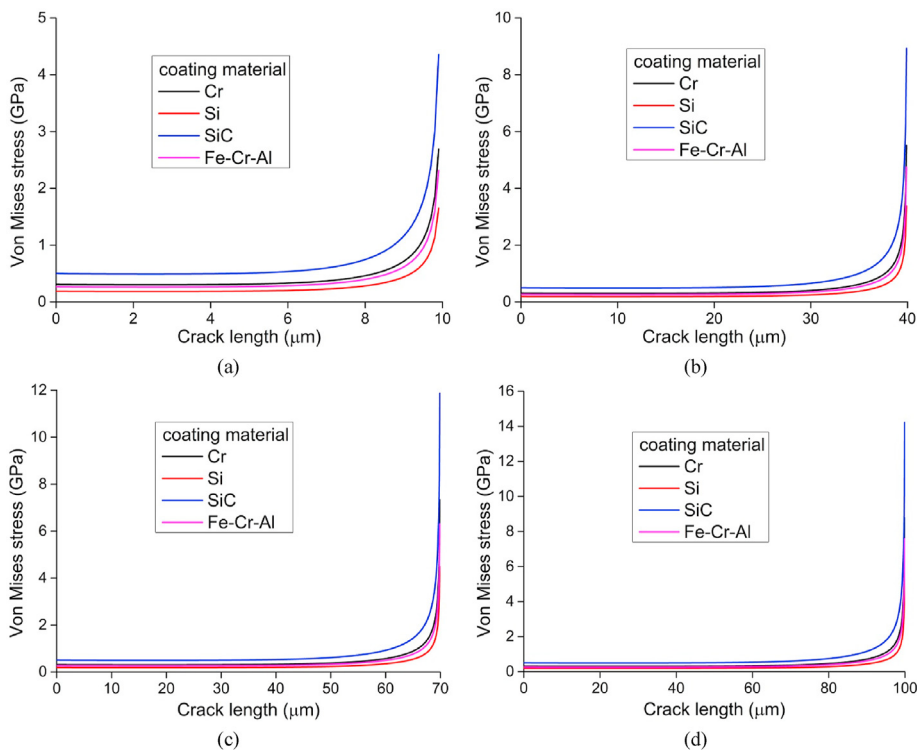 5
4
3
2
1
0
Von Mises stress (GPa)
coating material
Cr
Si
SiC
Fe-Cr-Al
0
2
4
6
8
10
Crack length (μm)
(a)
10
8
6
4
2
0
Von Mises stress (GPa)
coating material
Cr
Si
SiC
Fe-Cr-Al
0
10
20
30
40
Crack length (μm)
(b)
12
10
8
6
4
2
0
Von Mises stress (GPa)
coating material
Cr
Si
SiC
Fe-Cr-Al
0
10
20
30
40
50
60
70
Crack length (μm)
(c)
16
14
12
10
8
6
4
2
0
Von Mises stress (GPa)
coating material
Cr
Si
SiC
Fe-Cr-Al
0
20
40
60
80
100
Crack length (μm)
(d)